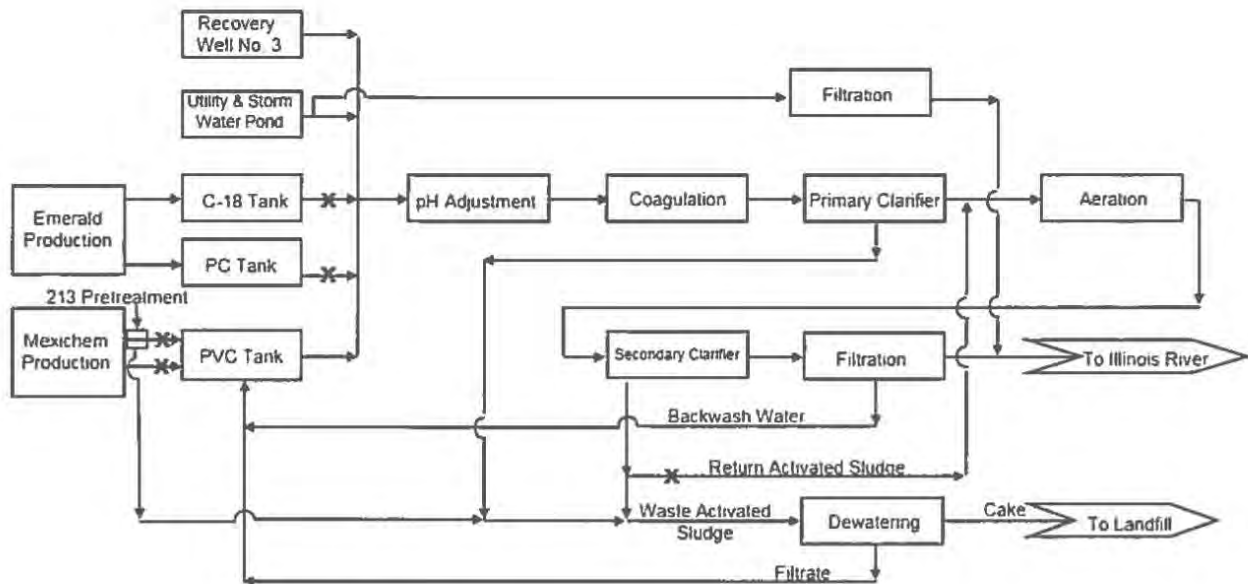 Recovery
Well No. 3
Utility & Storm
Water Pond
Filtration
Emerald
Production
C-18 Tank
pH Adjustment
Coagulation
Primary Clarifier
Aeration
PC Tank
213 Pretreatment
Mexichem
Production
PVC Tank
Secondary Clarifier
Filtration
To Illinois River
Backwash Water
Return Activated Sludge
Waste Activated
Sludge
Dewatering
Cake
To Landfill
Filtrate